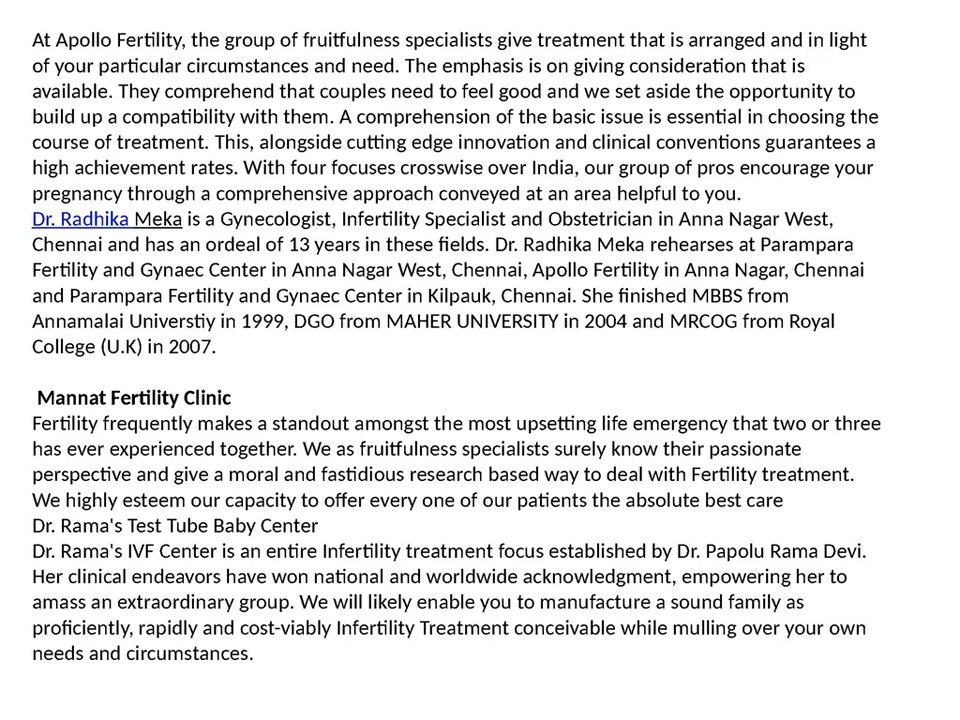 At Apollo Fertility, the group of fruitfulness specialists give treatment that is arranged and in light
of your particular circumstances and need. The emphasis is on giving consideration that is
available. They comprehend that couples need to feel good and we set aside the opportunity to
build up a compatibility with them. A comprehension of the basic issue is essential in choosing the
course of treatment. This, alongside cutting edge innovation and clinical conventions guarantees a
high achievement rates. With four focuses crosswise over India, our group of pros encourage your
pregnancy through a comprehensive approach conveyed at an area helpful to you.
Dr. Radhika Meka is a Gynecologist, Infertility Specialist and Obstetrician in Anna Nagar West,
Chennai and has an ordeal of 13 years in these fields. Dr. Radhika Meka rehearses at Parampara
Fertility and Gynaec Center in Anna Nagar West, Chennai, Apollo Fertility in Anna Nagar, Chennai
and Parampara Fertility and Gynaec Center in Kilpauk, Chennai. She finished MBBS from
Annamalai Universtiy in 1999, DGO from MAHER UNIVERSITY in 2004 and MRCOG from Royal
College (U.K) in 2007.
Mannat Fertility Clinic
Fertility frequently makes a standout amongst the most upsetting life emergency that two or three
has ever experienced together. We as fruitfulness specialists surely know their passionate
perspective and give a moral and fastidious research based way to deal with Fertility treatment.
We highly esteem our capacity to offer every one of our patients the absolute best care
Dr. Rama's Test Tube Baby Center
Dr. Rama's IVF Center is an entire Infertility treatment focus established by Dr. Papolu Rama Devi.
Her clinical endeavors have won national and worldwide acknowledgment, empowering her to
amass an extraordinary group. We will likely enable you to manufacture a sound family as
proficiently, rapidly and cost-viably Infertility Treatment conceivable while mulling over your own
needs and circumstances.